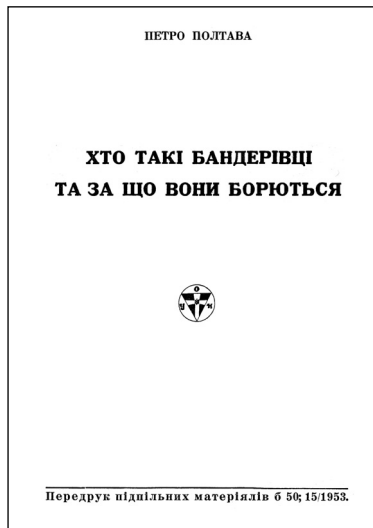 ПЕТРО ПОЛТАВА
ХТО ТАКІ БАНДЕРІВЦІ
ТА ЗА ЩО ВОНИ БОРЮТЬСЯ
О
У Н
Передрук підпільних матеріялів б 50; 15/1953.